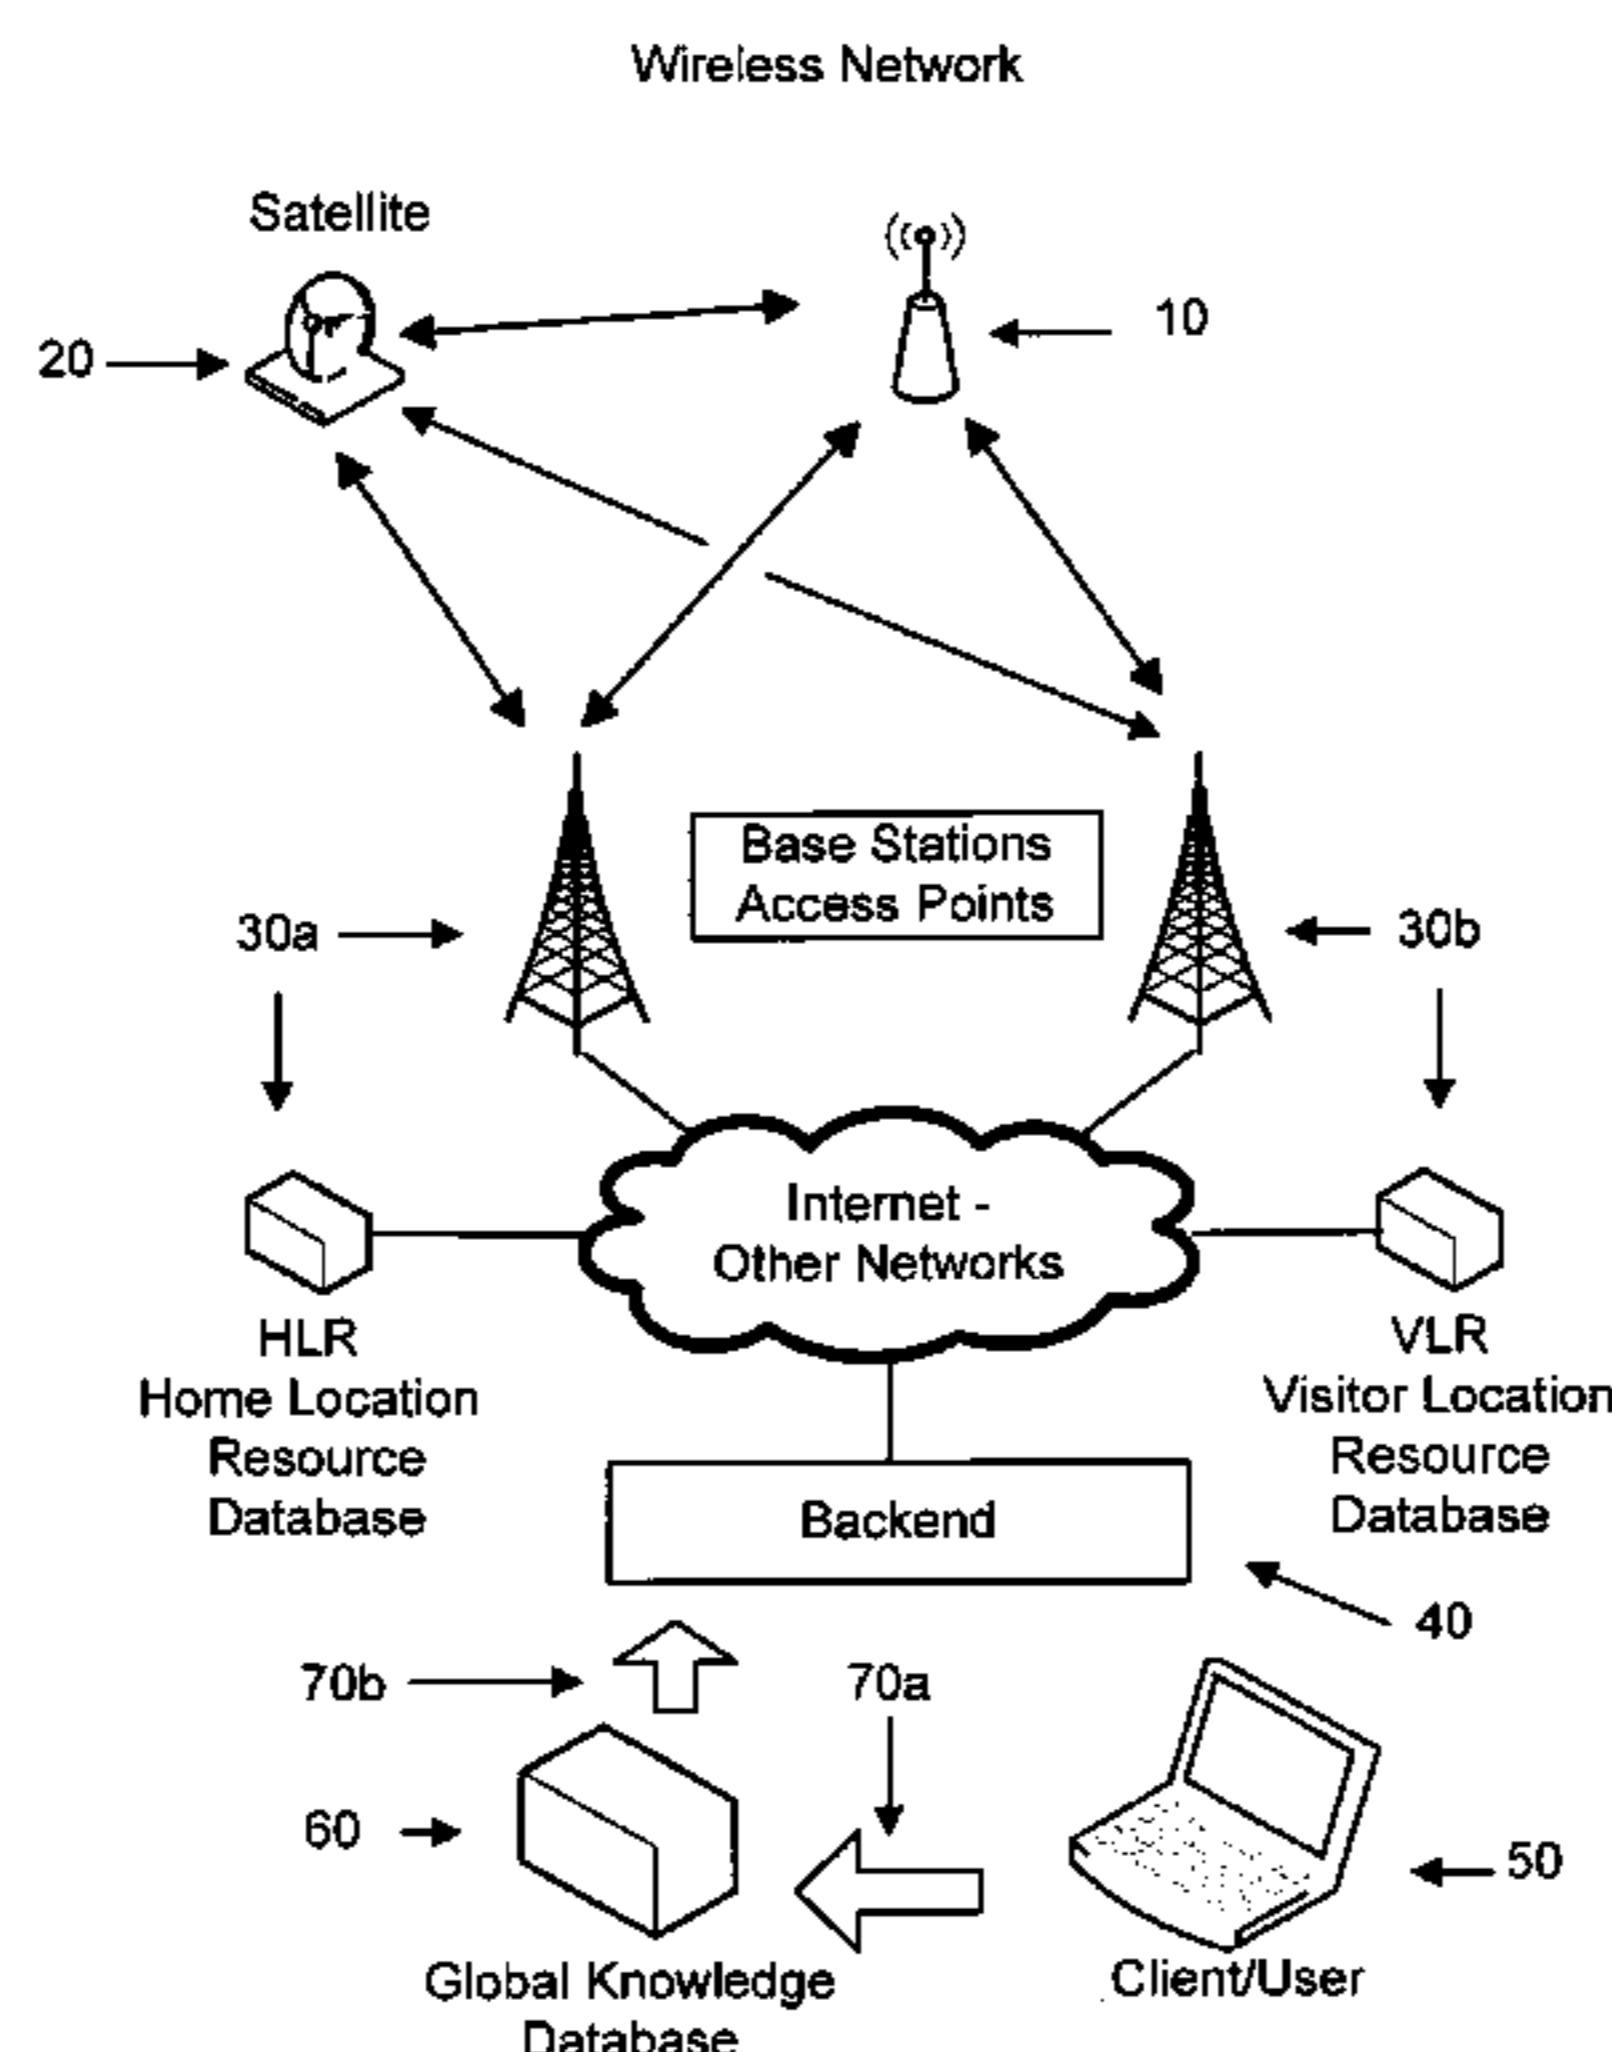 Wireless Network
Satellite
10
20
Base Stations
Access Points
30a
30b
Internet -
Other Networks
HLR
Home Location
Resource
Database
VLR
Visitor Location
Resource
Database
Backend
40
70b
70a
60
50
Global Knowledge
Database
Client/User